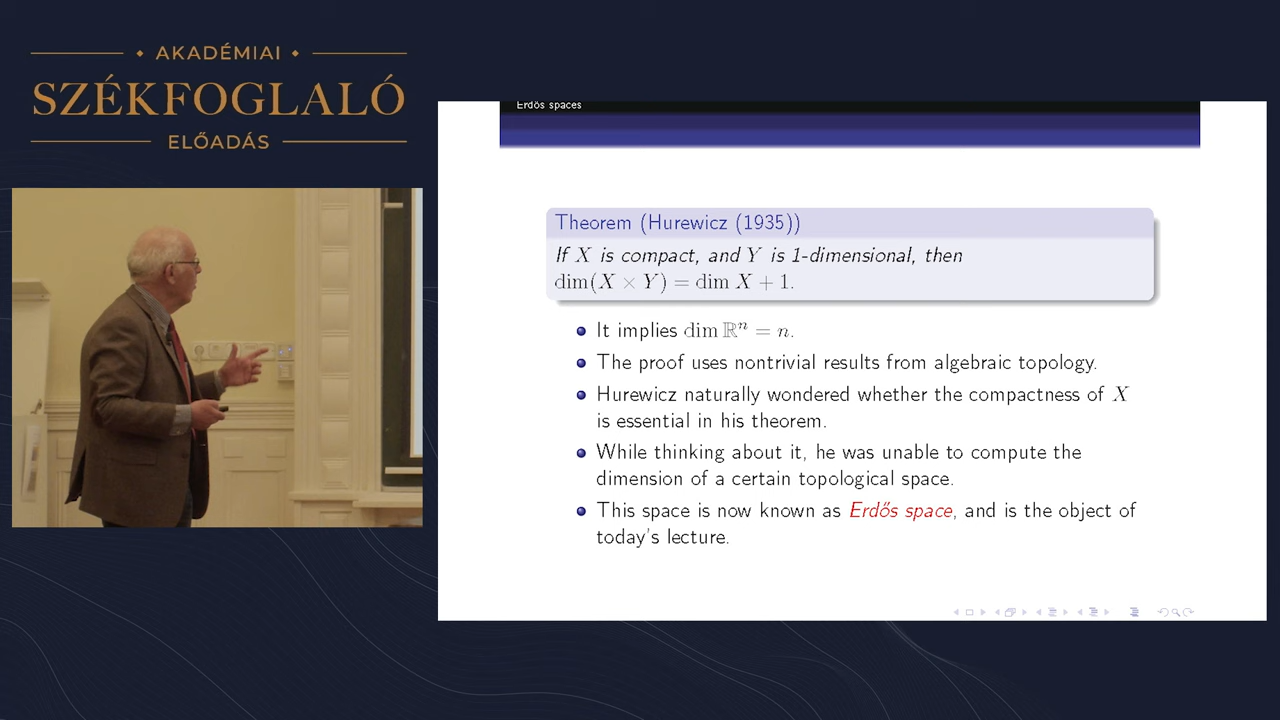 AKADÉMIAI
SZÉKFOGLALÓ
ELŐADÁS
Erdős spaces
Theorem (Hurewicz (1935))
If X is compact, and Y is 1-dimensional, then
dim(X × Y) = dim X + 1.
It implies dim ℝⁿ = n.
The proof uses nontrivial results from algebraic topology.
Hurewicz naturally wondered whether the compactness of X
is essential in his theorem.
While thinking about it, he was unable to compute the
dimension of a certain topological space.
This space is now known as Erdős space, and is the object of
today's lecture.